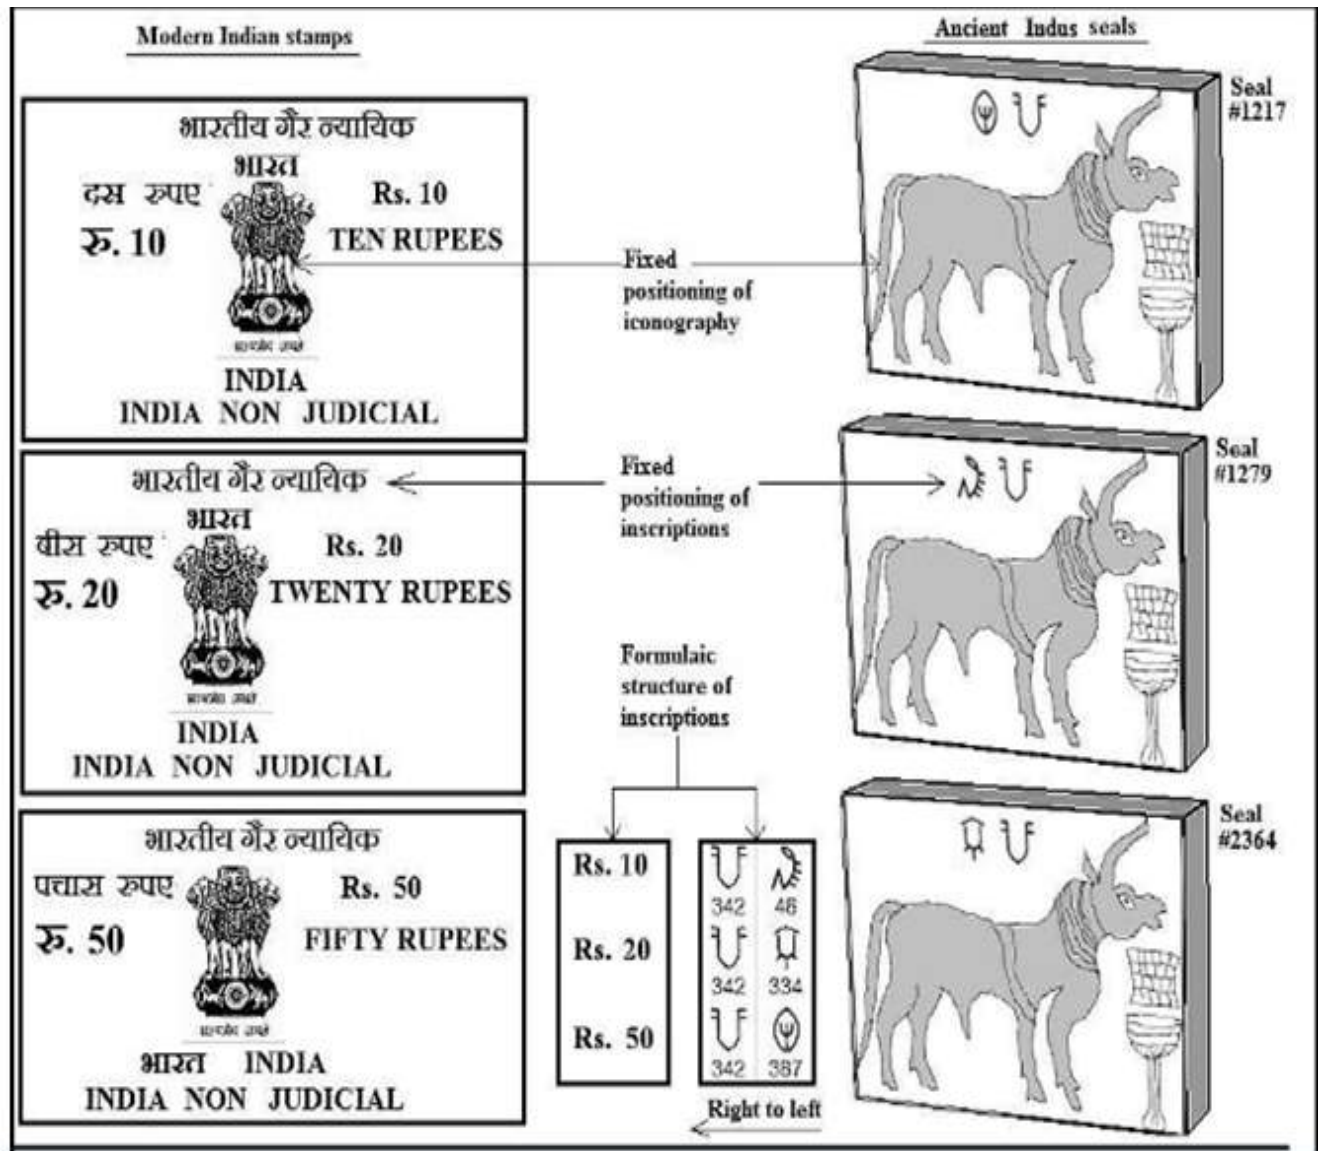 Modern Indian stamps
Ancient Indus seals
भारतीय गैर न्यायिक
भारत
दस रुपए
Rs. 10
रु. 10
TEN RUPEES
INDIA
INDIA NON JUDICIAL
भारतीय गैर न्यायिक
भारत
बीस रुपए
Rs. 20
रु. 20
TWENTY RUPEES
INDIA
INDIA NON JUDICIAL
भारतीय गैर न्यायिक
पचास रुपए
Rs. 50
रु. 50
FIFTY RUPEES
भारत INDIA
INDIA NON JUDICIAL
Fixed
positioning of
iconography
Fixed
positioning of
inscriptions
Formulaic
structure of
inscriptions
Rs. 10
Rs. 20
Rs. 50
342 48
342 334
342 387
Right to left
Seal
#1217
Seal
#1279
Seal
#2364